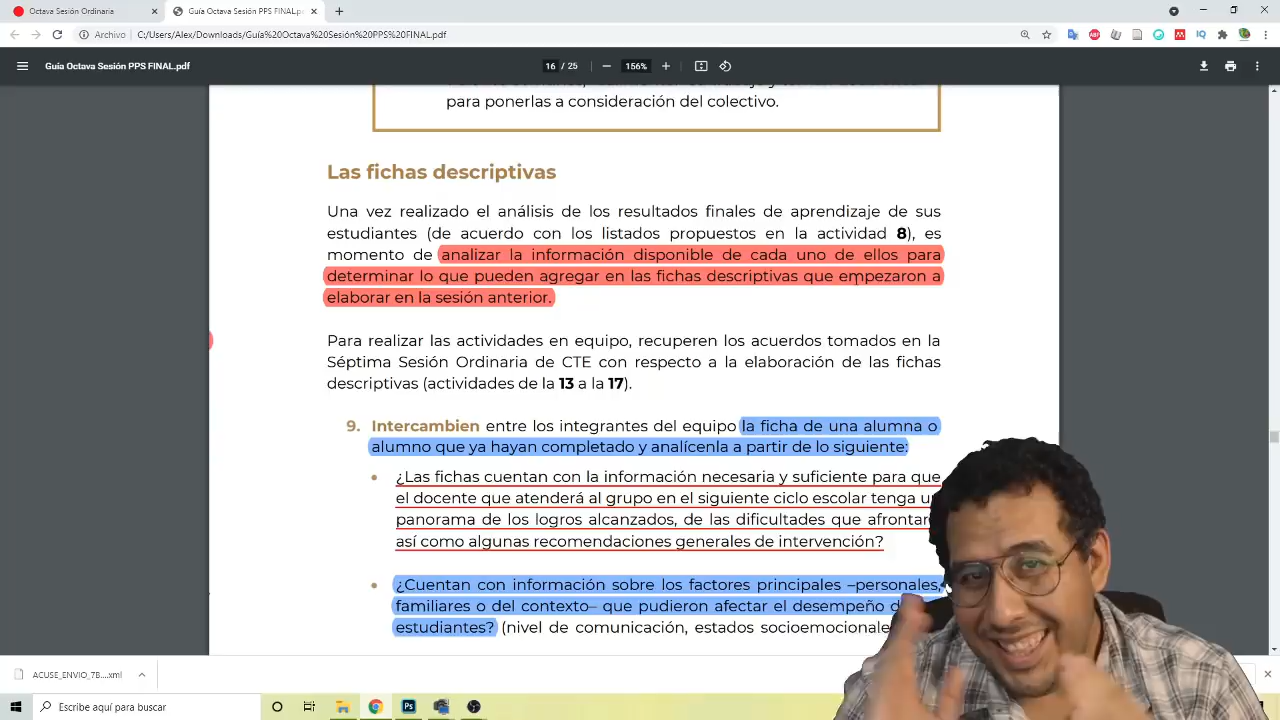 Octava Sesión Ordinaria
Guía Octava Sesión PPS FINAL.p
Archivo
C:/Users/Alex/Downloads/Guía%20Octava%20Sesión%20PPS%20FINAL.pdf
Guía Octava Sesión PPS FINAL.pdf
16 / 25
156%
para ponerlas a consideración del colectivo.
Las fichas descriptivas
Una vez realizado el análisis de los resultados finales de aprendizaje de sus
estudiantes (de acuerdo con los listados propuestos en la actividad 8), es
momento de analizar la información disponible de cada uno de ellos para
determinar lo que pueden agregar en las fichas descriptivas que empezaron a
elaborar en la sesión anterior.
Para realizar las actividades en equipo, recuperen los acuerdos tomados en la
Séptima Sesión Ordinaria de CTE con respecto a la elaboración de las fichas
descriptivas (actividades de la 13 a la 17).
9. Intercambien entre los integrantes del equipo la ficha de una alumna o
alumno que ya hayan completado y analícenla a partir de lo siguiente:
• ¿Las fichas cuentan con la información necesaria y suficiente para que
el docente que atenderá al grupo en el siguiente ciclo escolar tenga
panorama de los logros alcanzados, de las dificultades que afrontar
así como algunas recomendaciones generales de intervención?
• ¿Cuentan con información sobre los factores principales –personales,
familiares o del contexto– que pudieron afectar el desempeño
estudiantes? (nivel de comunicación, estados socioemocionale
ACUSE_ENVIO_7B....xml
Escribe aquí para buscar